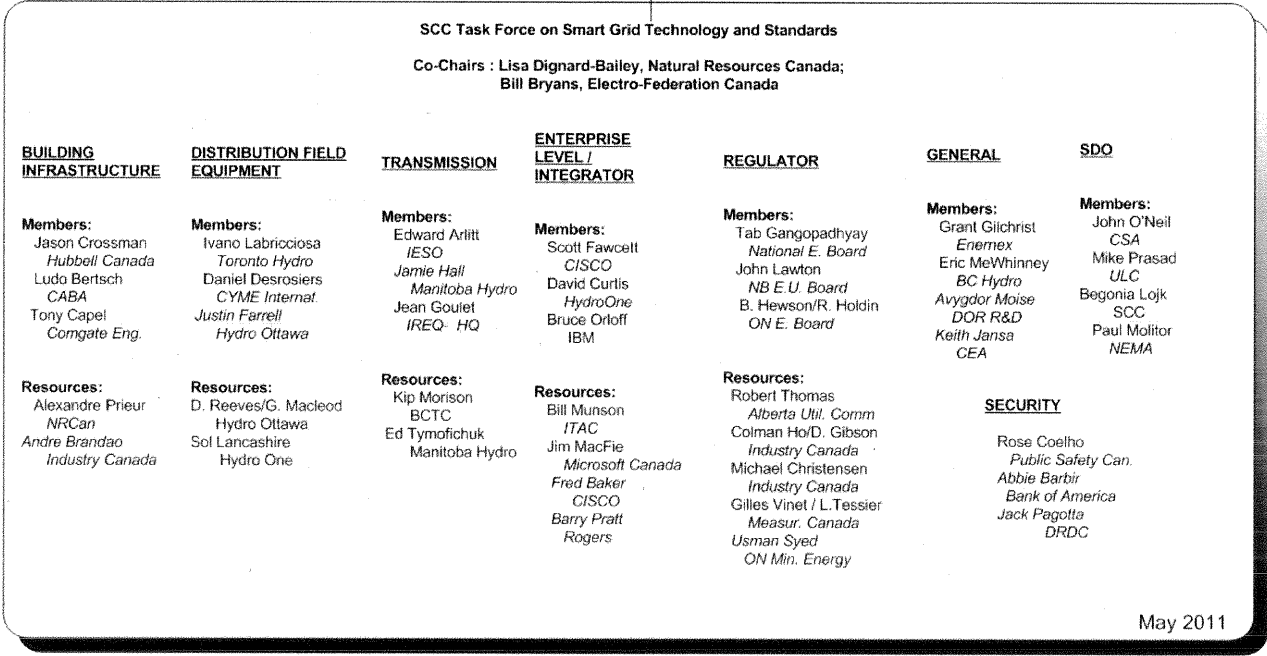 SCC Task Force on Smart Grid Technology and Standards
Co-Chairs : Lisa Dignard-Bailey, Natural Resources Canada;
Bill Bryans, Electro-Federation Canada
BUILDING
INFRASTRUCTURE
Members:
Jason Crossman
Hubbell Canada
Ludo Bertsch
CABA
Tony Capel
Comgate Eng.
Resources:
Alexandre Prieur
NRCan
Andre Brandao
Industry Canada
DISTRIBUTION FIELD
EQUIPMENT
Members:
Ivano Labricciosa
Toronto Hydro
Daniel Desrosiers
CYME Internat.
Justin Farrell
Hydro Ottawa
Resources:
D. Reeves/G. Macleod
Hydro Ottawa
Sol Lancashire
Hydro One
TRANSMISSION
Members:
Edward Arlitt
IESO
Jamie Hall
Manitoba Hydro
Jean Goulet
IREQ- HQ
Resources:
Kip Morison
BCTC
Ed Tymofichuk
Manitoba Hydro
ENTERPRISE
LEVEL /
INTEGRATOR
Members:
Scott Fawcett
CISCO
David Curtis
HydroOne
Bruce Orloff
IBM
Resources:
Bill Munson
ITAC
Jim MacFie
Microsoft Canada
Fred Baker
CISCO
Barry Pratt
Rogers
REGULATOR
Members:
Tab Gangopadhyay
National E. Board
John Lawton
NB E.U. Board
B. Hewson/R. Holdin
ON E. Board
Resources:
Robert Thomas
Alberta Util. Comm
Colman Ho/D. Gibson
Industry Canada
Michael Christensen
Industry Canada
Gilles Vinet / L.Tessier
Measur. Canada
Usman Syed
ON Min. Energy
GENERAL
Members:
Grant Gilchrist
Enernex
Eric MeWhinney
BC Hydro
Avygdor Moise
DOR R&D
Keith Jansa
CEA
SDO
Members:
John O'Neil
CSA
Mike Prasad
ULC
Begonia Lojk
SCC
Paul Molitor
NEMA
SECURITY
Rose Coelho
Public Safety Can.
Abbie Barbir
Bank of America
Jack Pagotta
DRDC
May 2011